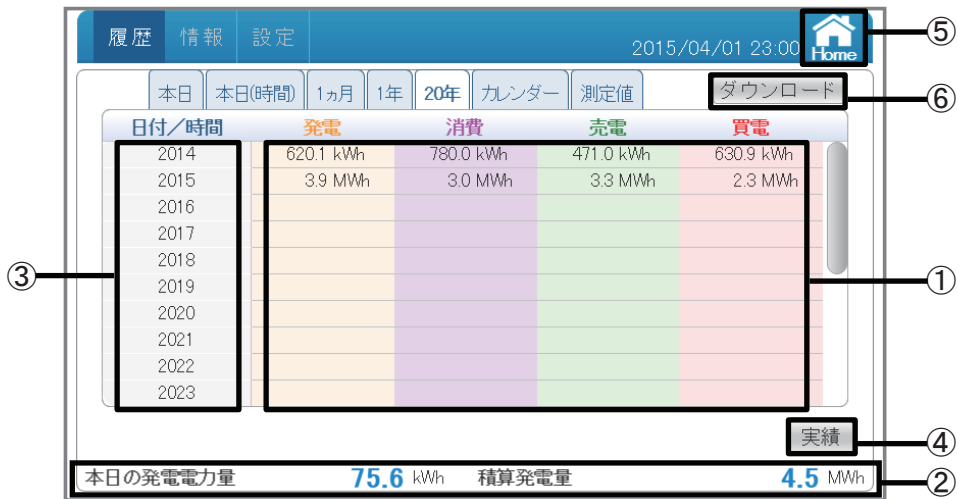 履歴 情報 設定 2015/04/01 23:00 Home ⑤
本日 本日(時間) 1ヵ月 1年 20年 カレンダー 測定値 ダウンロード ⑥
日付/時間 発電 消費 売電 買電
2014 620.1 kWh 780.0 kWh 471.0 kWh 630.9 kWh
2015 3.9 MWh 3.0 MWh 3.3 MWh 2.3 MWh
2016
2017
2018
③ ①
2019
2020
2021
2022
2023
実績 ④
本日の発電電力量 75.6 kWh 積算発電量 4.5 MWh ②